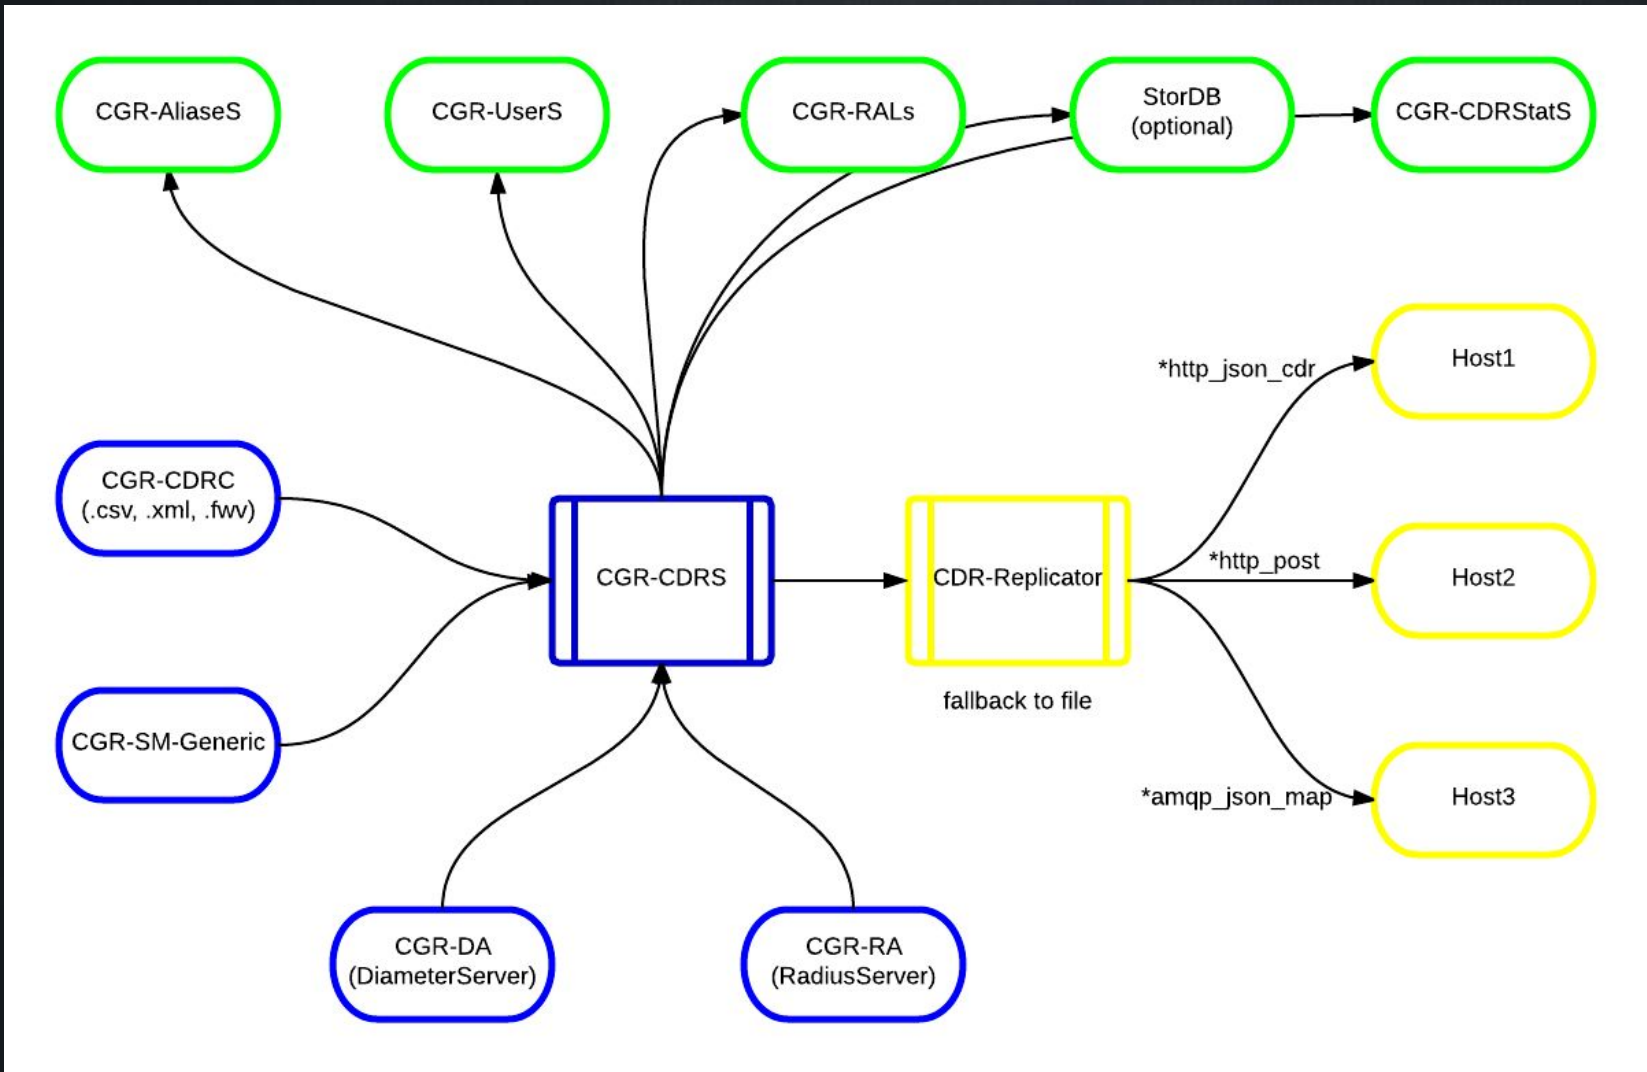 CGR-AliaseS
CGR-UserS
CGR-RALs
StorDB
(optional)
CGR-CDRStatS
*http_json_cdr
Host1
CGR-CDRC
(.csv, .xml, .fwv)
CGR-CDRS
CDR-Replicator
*http_post
Host2
fallback to file
CGR-SM-Generic
*amqp_json_map
Host3
CGR-DA
(DiameterServer)
CGR-RA
(RadiusServer)